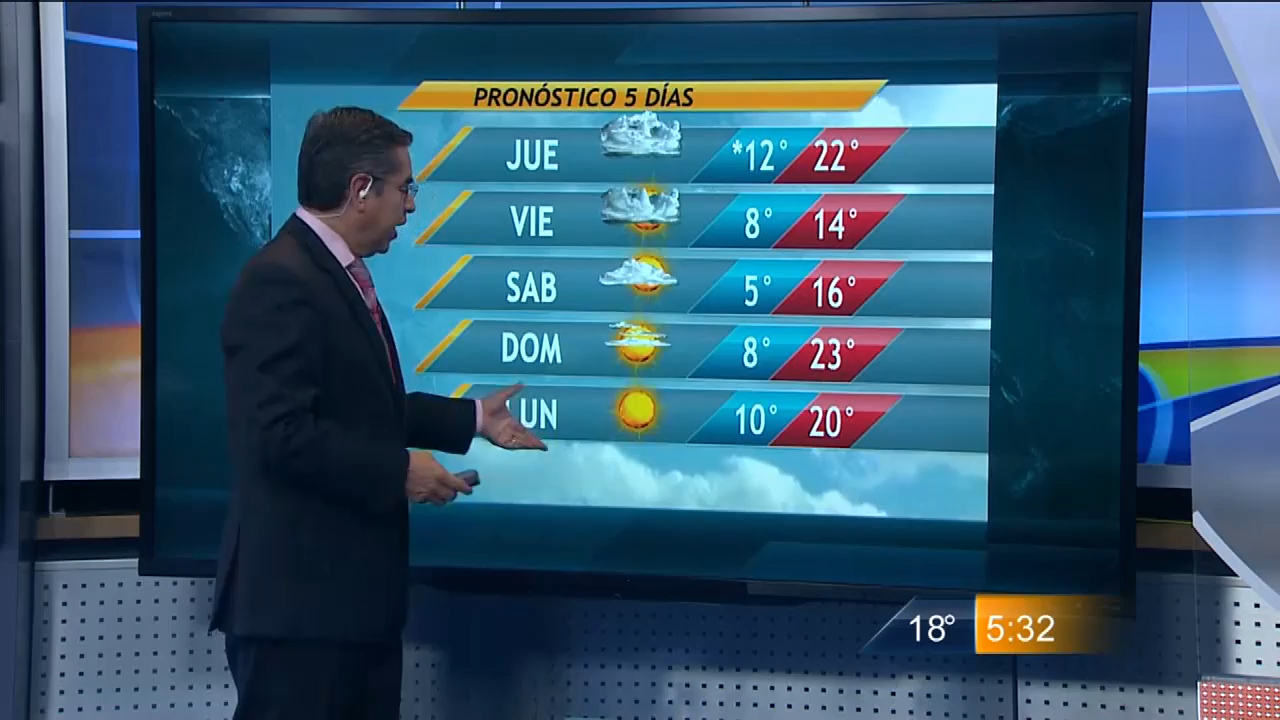 PRONÓSTICO 5 DÍAS
JUE *12° 22°
VIE 8° 14°
SAB 5° 16°
DOM 8° 23°
UN 10° 20°
18° 5:32